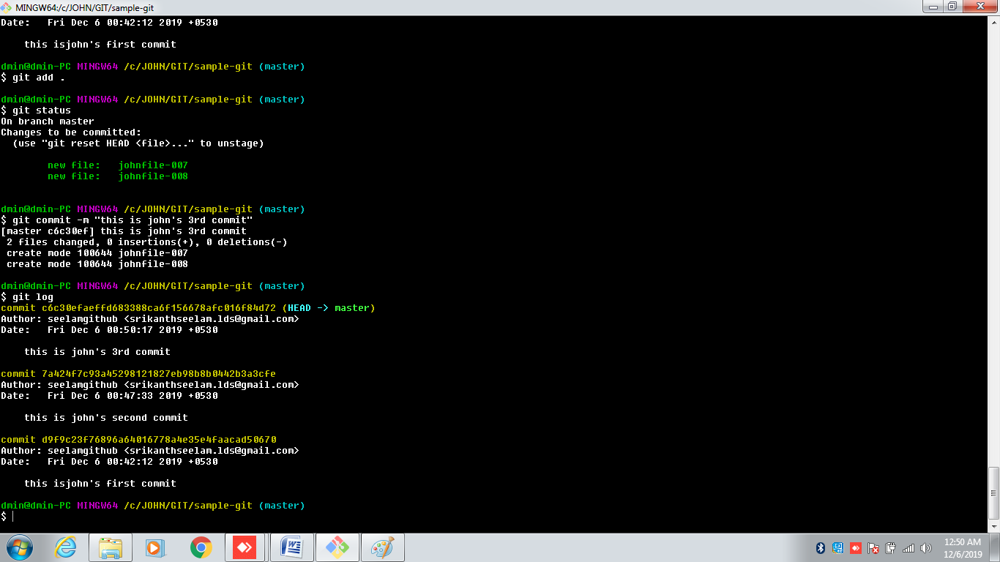 MINGW64:/c/JOHN/GIT/sample-git
Date:   Fri Dec 6 00:42:12 2019 +0530
    this isjohn's first commit
dmin@dmin-PC MINGW64 /c/JOHN/GIT/sample-git (master)
$ git add .
dmin@dmin-PC MINGW64 /c/JOHN/GIT/sample-git (master)
$ git status
On branch master
Changes to be committed:
  (use "git reset HEAD <file>..." to unstage)
        new file:   johnfile-007
        new file:   johnfile-008
dmin@dmin-PC MINGW64 /c/JOHN/GIT/sample-git (master)
$ git commit -m "this is john's 3rd commit"
[master c6c30ef] this is john's 3rd commit
 2 files changed, 0 insertions(+), 0 deletions(-)
 create mode 100644 johnfile-007
 create mode 100644 johnfile-008
dmin@dmin-PC MINGW64 /c/JOHN/GIT/sample-git (master)
$ git log
commit c6c30efaeffd683388ca6f156678afc016f84d72 (HEAD -> master)
Author: seelamgithub <srikanthseelam.lds@gmail.com>
Date:   Fri Dec 6 00:50:17 2019 +0530
    this is john's 3rd commit
commit 7a424f7c93a45298121827eb98b8b0442b3a3cfe
Author: seelamgithub <srikanthseelam.lds@gmail.com>
Date:   Fri Dec 6 00:47:33 2019 +0530
    this is john's second commit
commit d9f9c23f76896a64016778a4e35e4faacad50670
Author: seelamgithub <srikanthseelam.lds@gmail.com>
Date:   Fri Dec 6 00:42:12 2019 +0530
    this isjohn's first commit
dmin@dmin-PC MINGW64 /c/JOHN/GIT/sample-git (master)
$
12:50 AM
12/6/2019